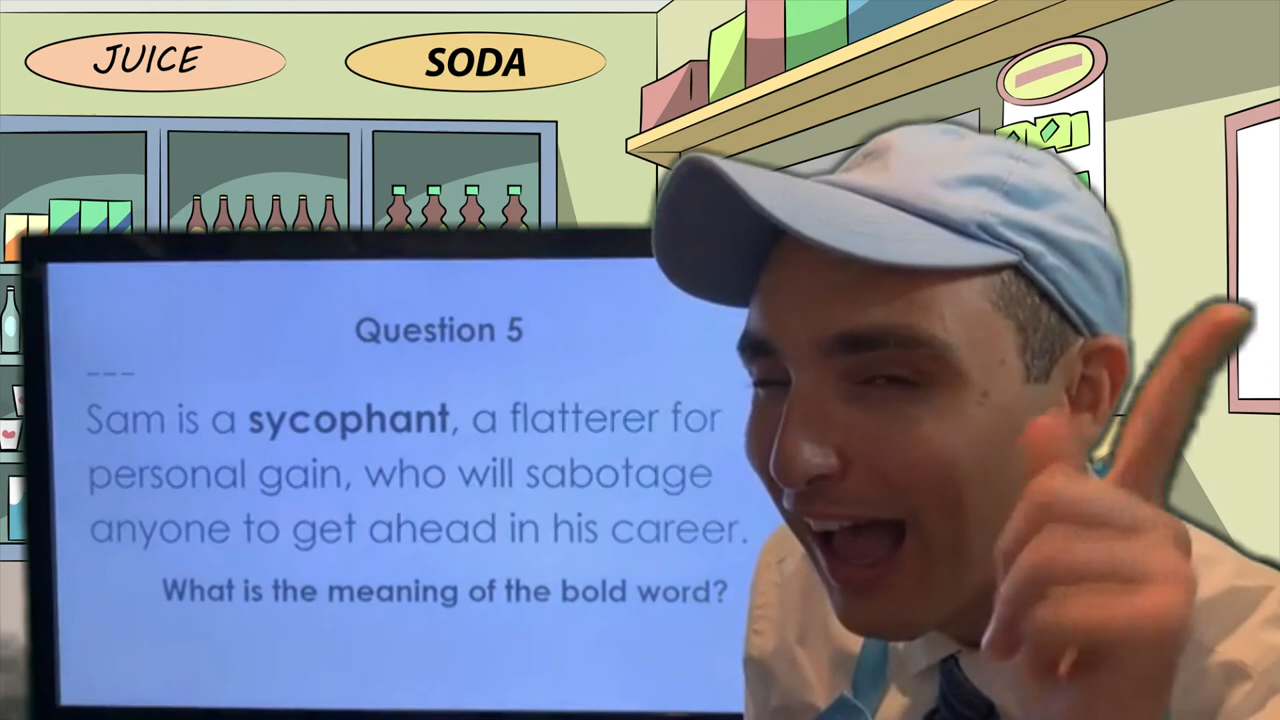 JUICE
SODA
Question 5
---
Sam is a sycophant, a flatterer for
personal gain, who will sabotage
anyone to get ahead in his career.
What is the meaning of the bold word?